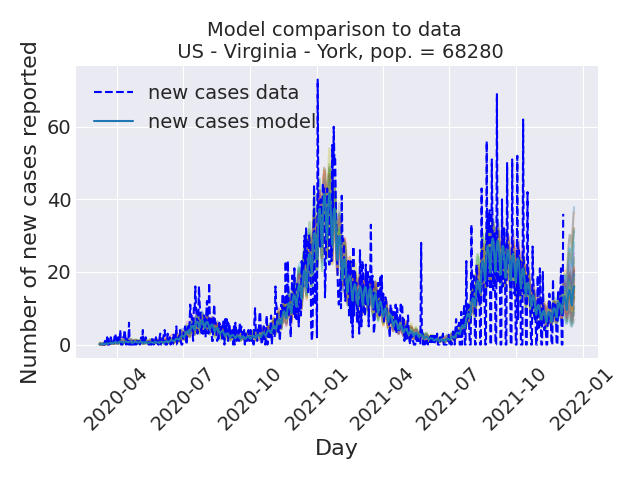 Model comparison to data
US - Virginia - York, pop. = 68280
new cases data
new cases model
Number of new cases reported
60
40
20
0
2020-04
2020-07
2020-10
2021-01
2021-04
2021-07
2021-10
2022-01
Day